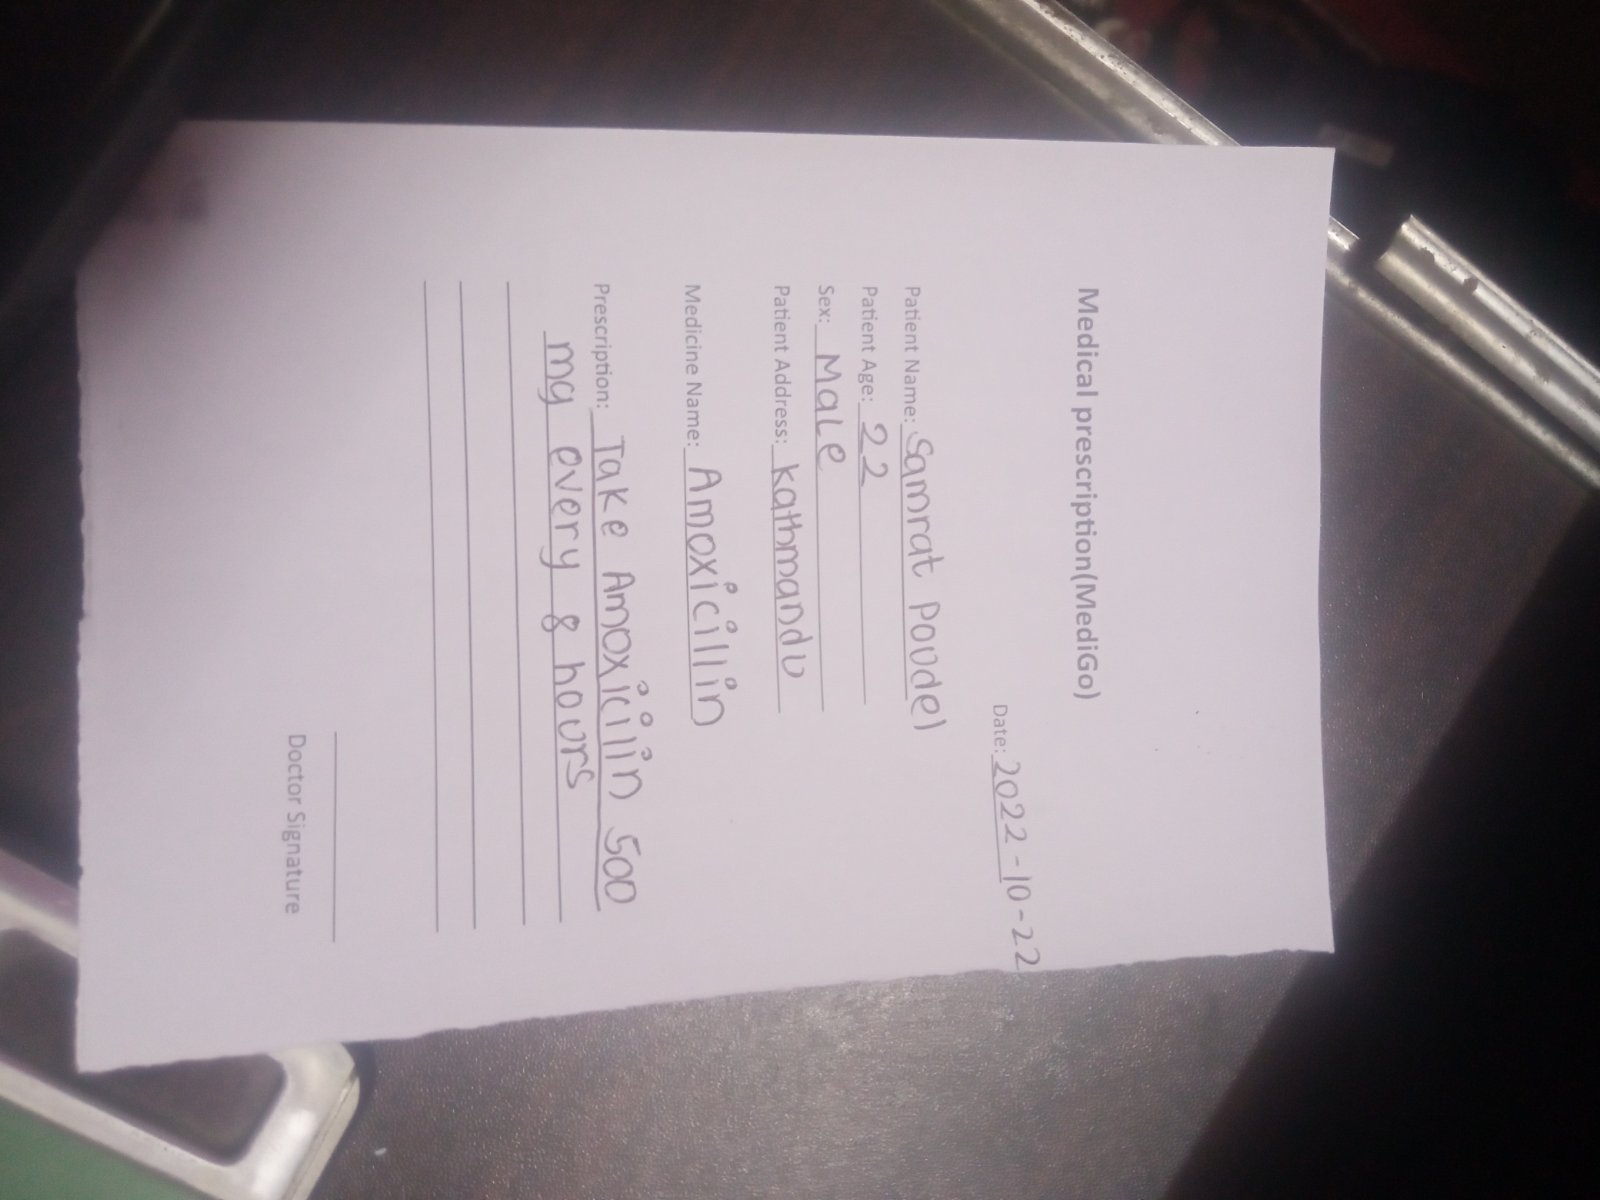 Medical prescription(MediGo)
Date: 2022-10-22
Patient Name: Samrat Poudel
Patient Age: 22
Sex: Male
Patient Address: Kathmandu
Medicine Name: Amoxicillin
Prescription: Take Amoxicilin 500
mg every 8 hours
Doctor Signature